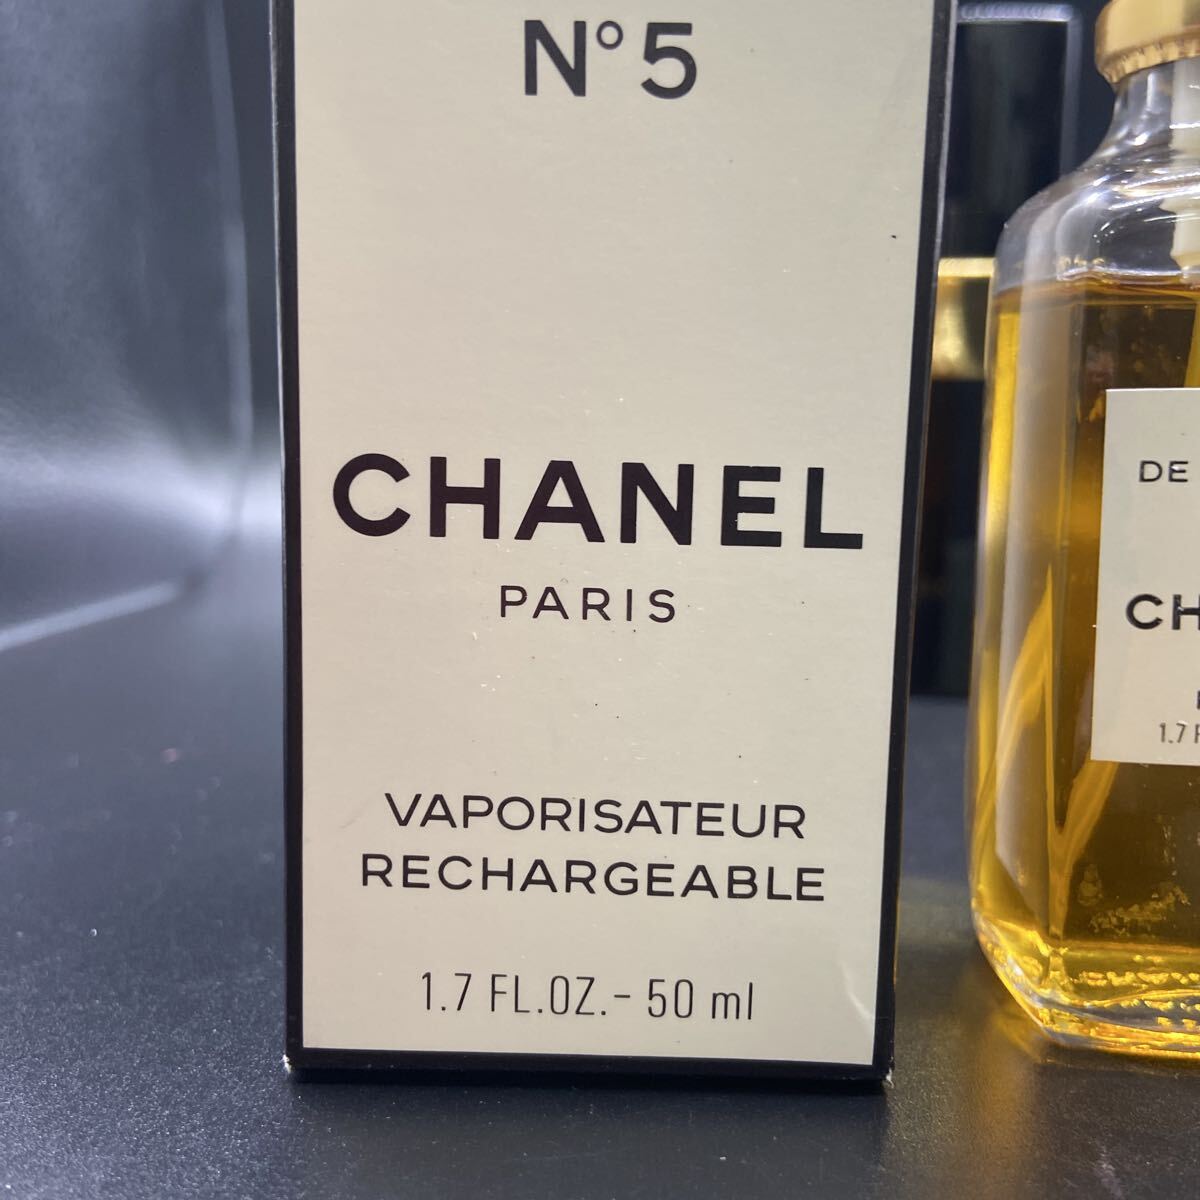 N° 5
CHANEL
PARIS
VAPORISATEUR
RECHARGEABLE
1.7 FL.OZ. - 50 ml
DE
CH
1.7 F